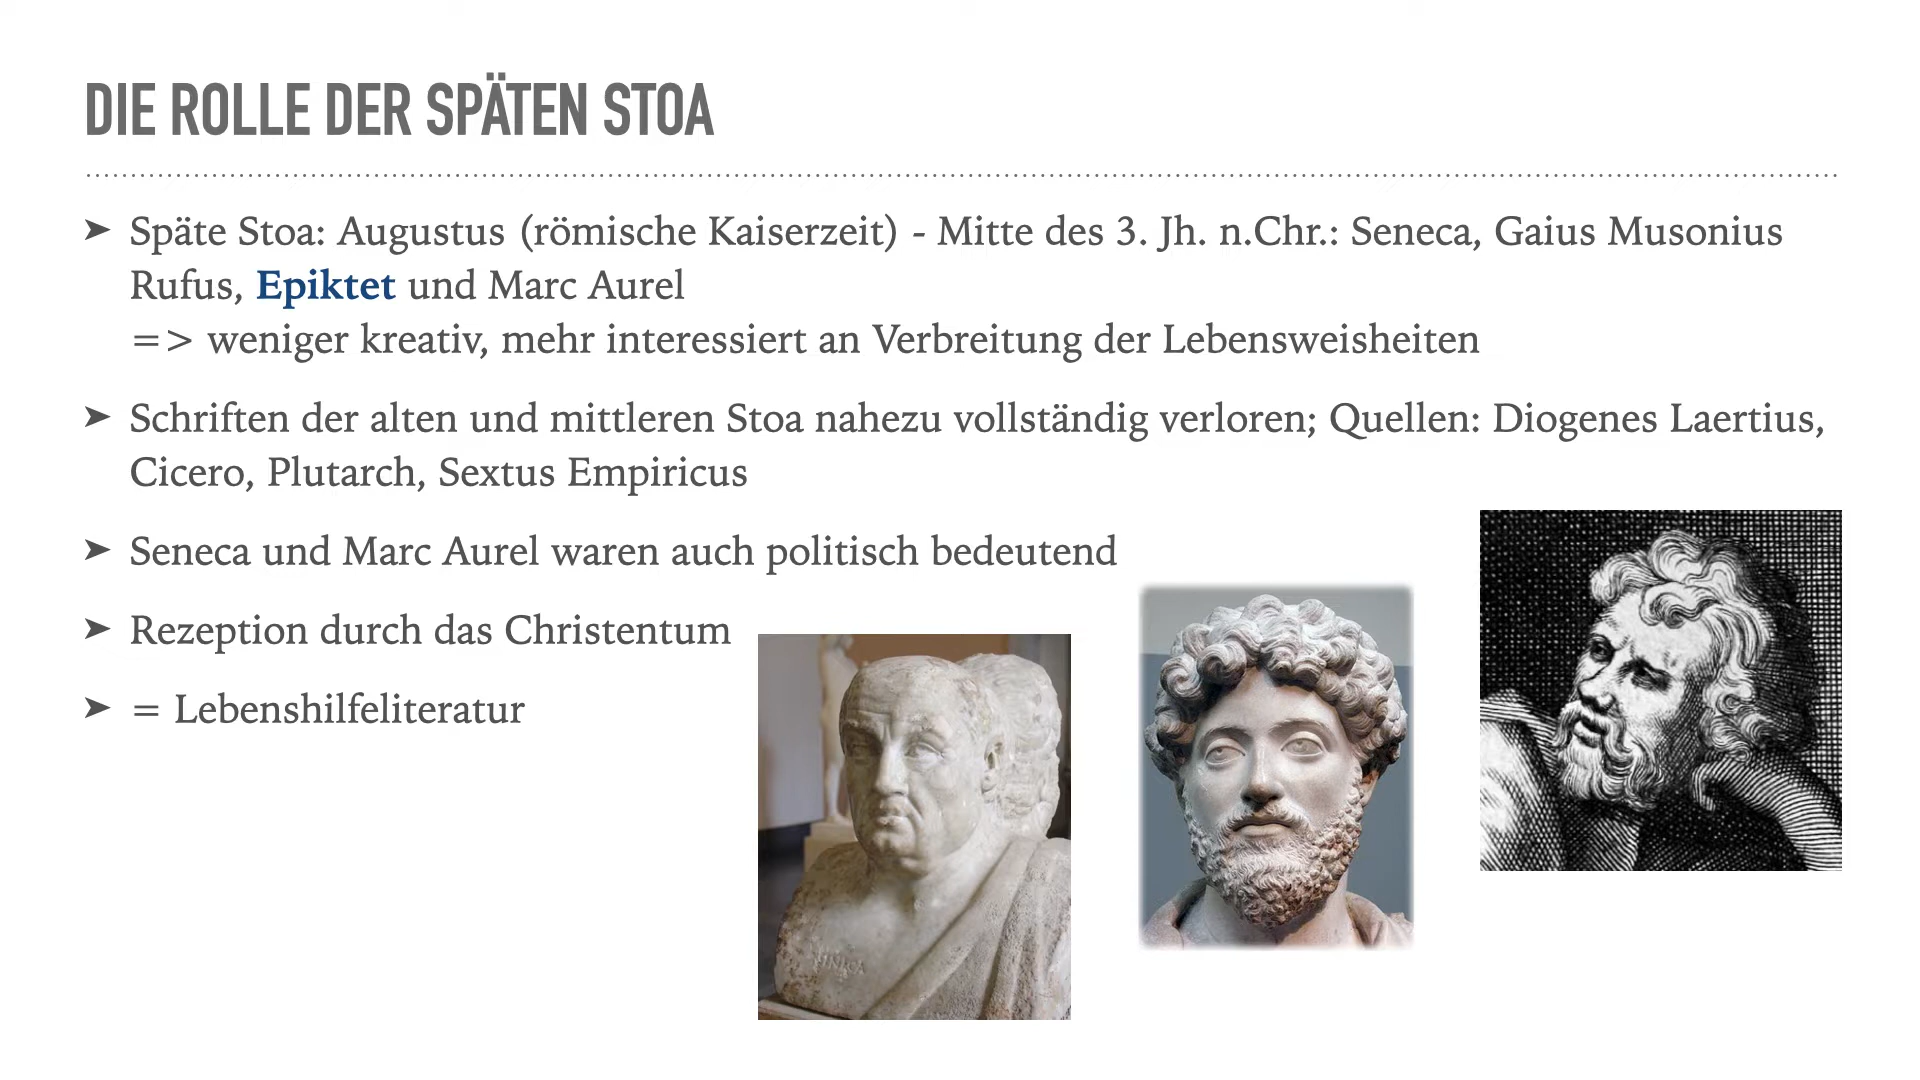 DIE ROLLE DER SPÄTEN STOA
➤ Späte Stoa: Augustus (römische Kaiserzeit) - Mitte des 3. Jh. n.Chr.: Seneca, Gaius Musonius
Rufus, Epiktet und Marc Aurel
=> weniger kreativ, mehr interessiert an Verbreitung der Lebensweisheiten
➤ Schriften der alten und mittleren Stoa nahezu vollständig verloren; Quellen: Diogenes Laertius,
Cicero, Plutarch, Sextus Empiricus
➤ Seneca und Marc Aurel waren auch politisch bedeutend
➤ Rezeption durch das Christentum
➤ = Lebenshilfeliteratur